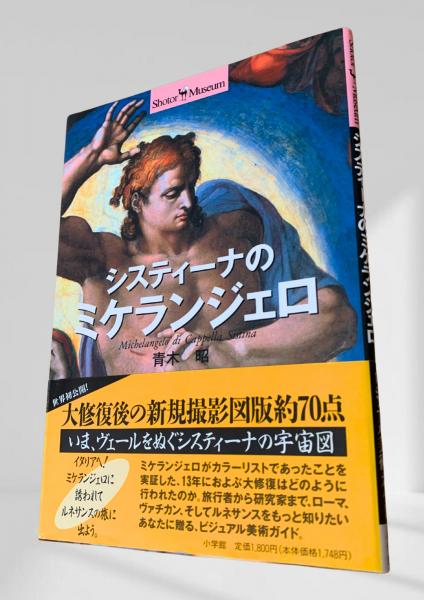 Shotor Museum
システィーナの
ミケランジェロ
Michelangelo di Cappella Sistina
青木 昭
世界初公開!
大修復後の新規撮影図版約70点
いま、ヴェールをぬぐシスティーナの宇宙図
イタリアへ!
ミケランジェロに
誘われて
ルネサンスの旅に
出よう。
ミケランジェロがカラーリストであったことを
実証した、13年におよぶ大修復はどのように
行われたのか。旅行者から研究家まで、ローマ、
ヴァチカン、そしてルネサンスをもっと知りたい
あなたに贈る、ビジュアル美術ガイド。
小学館 定価1,800円(本体価格1,748円)